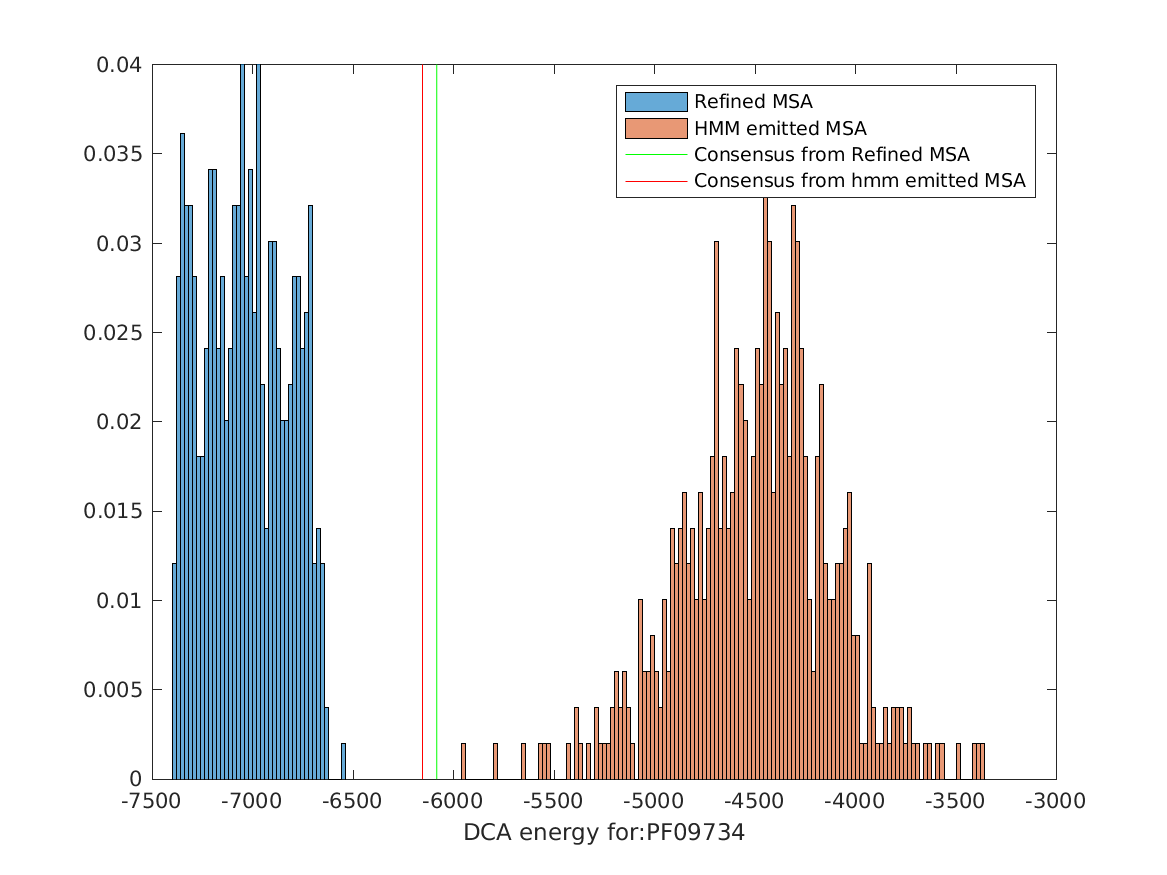 0.04
0.035
0.03
0.025
0.02
0.015
0.01
0.005
0
Refined MSA
HMM emitted MSA
Consensus from Refined MSA
Consensus from hmm emitted MSA
-7500 -7000 -6500 -6000 -5500 -5000 -4500 -4000 -3500 -3000
DCA energy for:PF09734